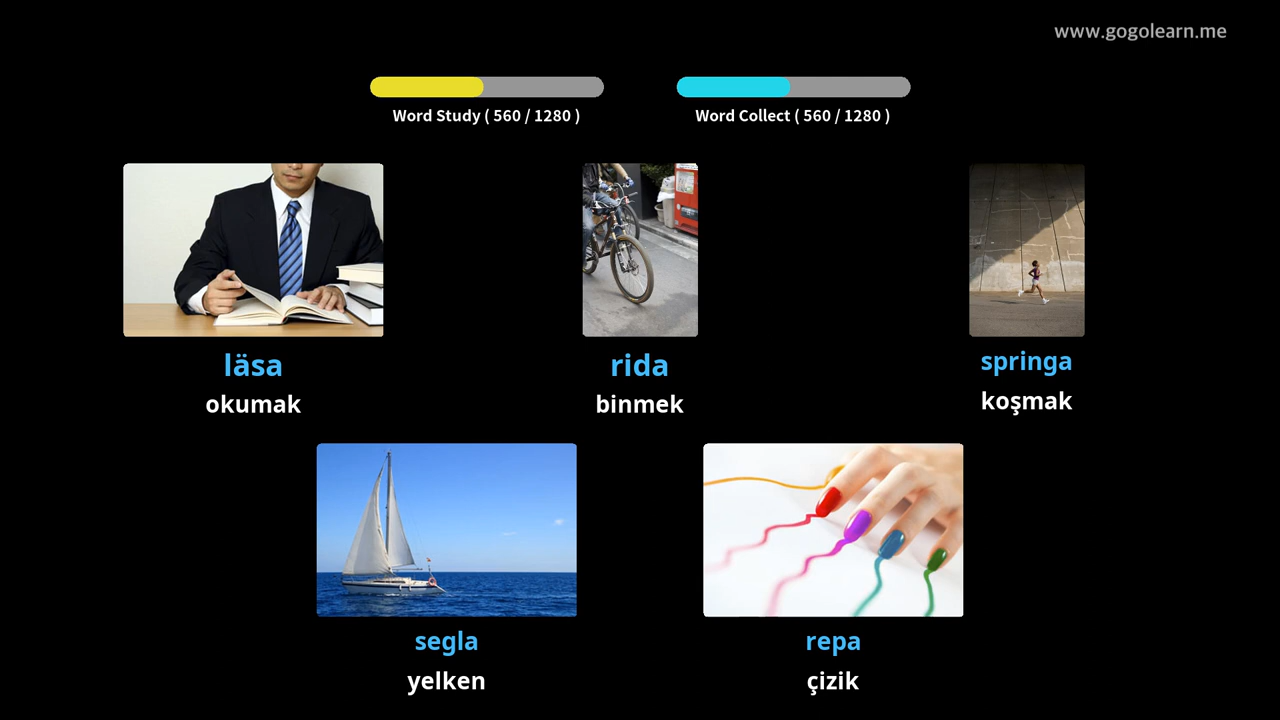 www.gogolearn.me
Word Study ( 560 / 1280 )
Word Collect ( 560 / 1280 )
läsa
okumak
rida
binmek
springa
koşmak
segla
yelken
repa
çizik